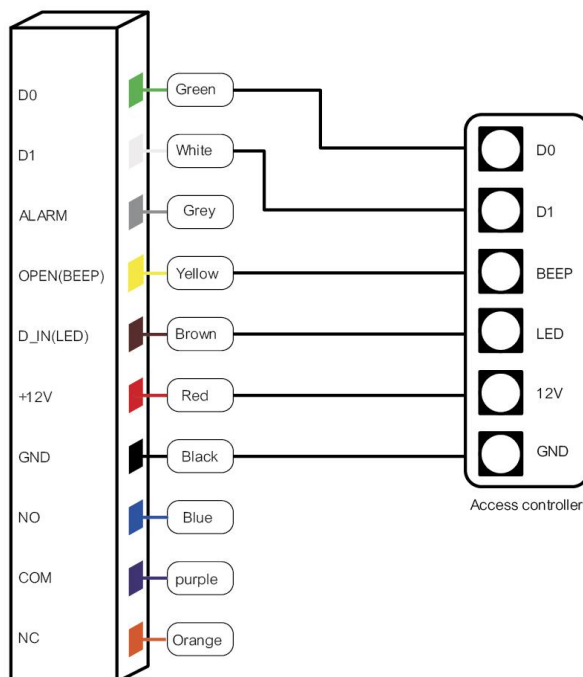 D0 Green
D1 White
ALARM Grey
OPEN(BEEP) Yellow
D_IN(LED) Brown
+12V Red
GND Black
NO Blue
COM purple
NC Orange
D0
D1
BEEP
LED
12V
GND
Access controller